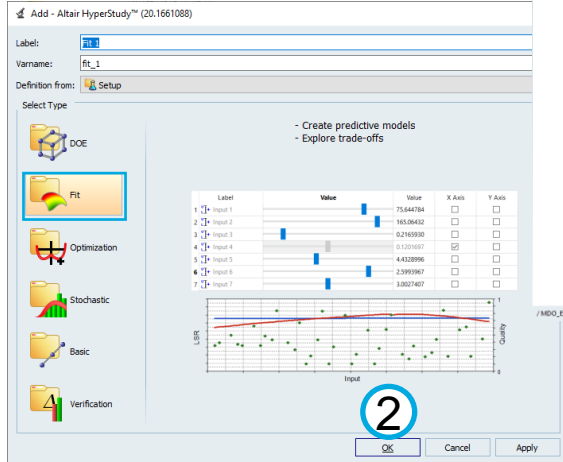 Add - Altair HyperStudy™ (20.1661088)
Label:
Fit 1
Varname:
fit_1
Definition from:
Setup
Select Type
DOE
Fit
Optimization
Stochastic
Basic
Verification
- Create predictive models
- Explore trade-offs
Label Value Value X Axis Y Axis
1 Input 1 75.644784
2 Input 2 165.06432
3 Input 3 0.2165930
4 Input 4 0.1201697
5 Input 5 4.4328996
6 Input 6 2.5993967
7 Input 7 3.0027407
LSR
1
Quality
0
Input
/ MDO_E
2
OK Cancel Apply